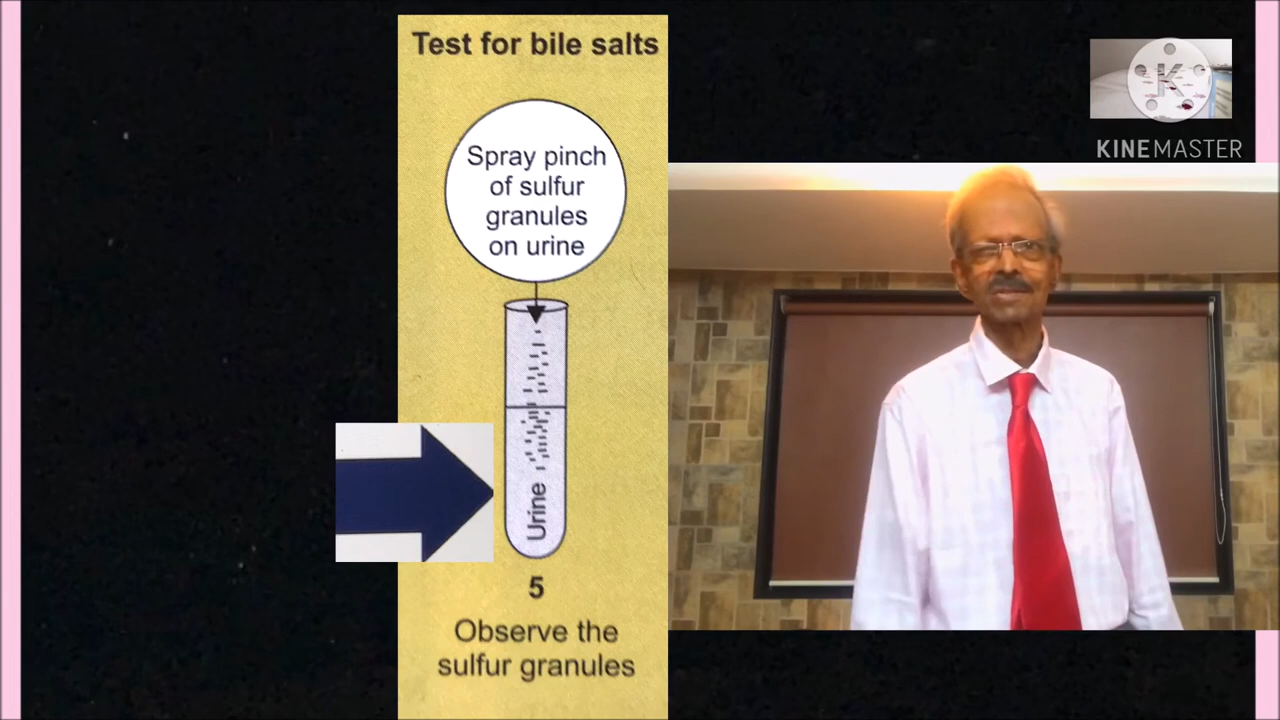 Test for bile salts
Spray pinch
of sulfur
granules
on urine
Urine
5
Observe the
sulfur granules
K
KINEMASTER